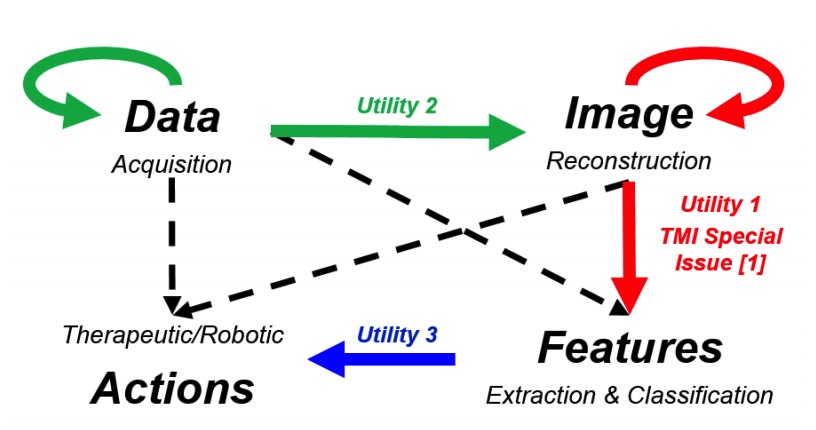 Data
Acquisition
Utility 2
Image
Reconstruction
Utility 1
TMI Special
Issue [1]
Therapeutic/Robotic
Actions
Utility 3
Features
Extraction & Classification